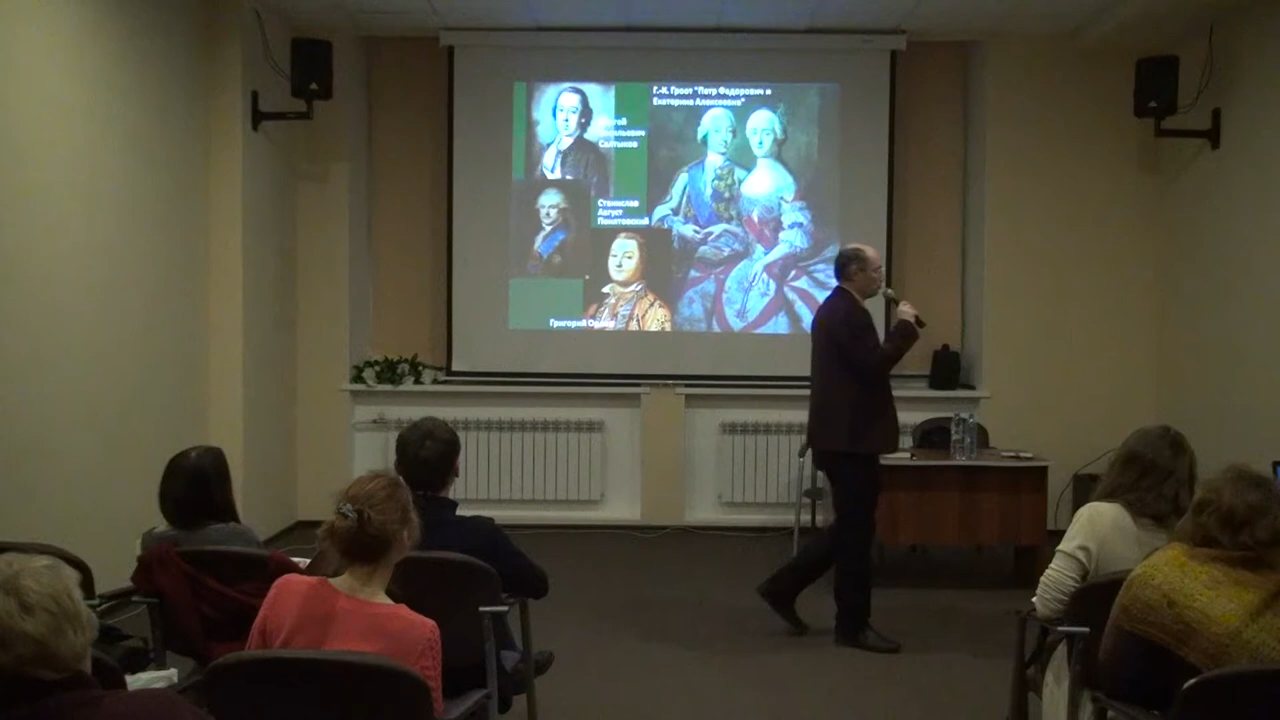 Г.-К. Гроот "Петр Федорович и
Екатерина Алексеевна"
Салтыков
Станислав
Август
Понятовский
Григорий